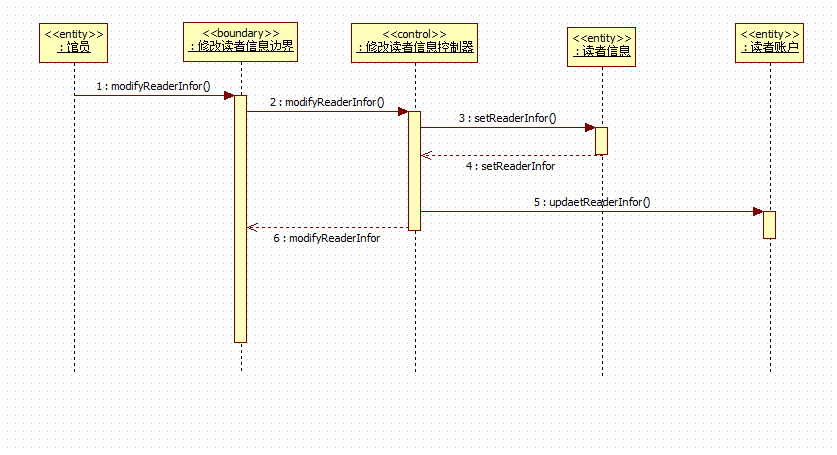 <<entity>>
: 馆员
<<boundary>>
: 修改读者信息边界
<<control>>
: 修改读者信息控制器
<<entity>>
: 读者信息
<<entity>>
: 读者账户
1 : modifyReaderInfor()
2 : modifyReaderInfor()
3 : setReaderInfor()
4 : setReaderInfor
5 : updaetReaderInfor()
6 : modifyReaderInfor